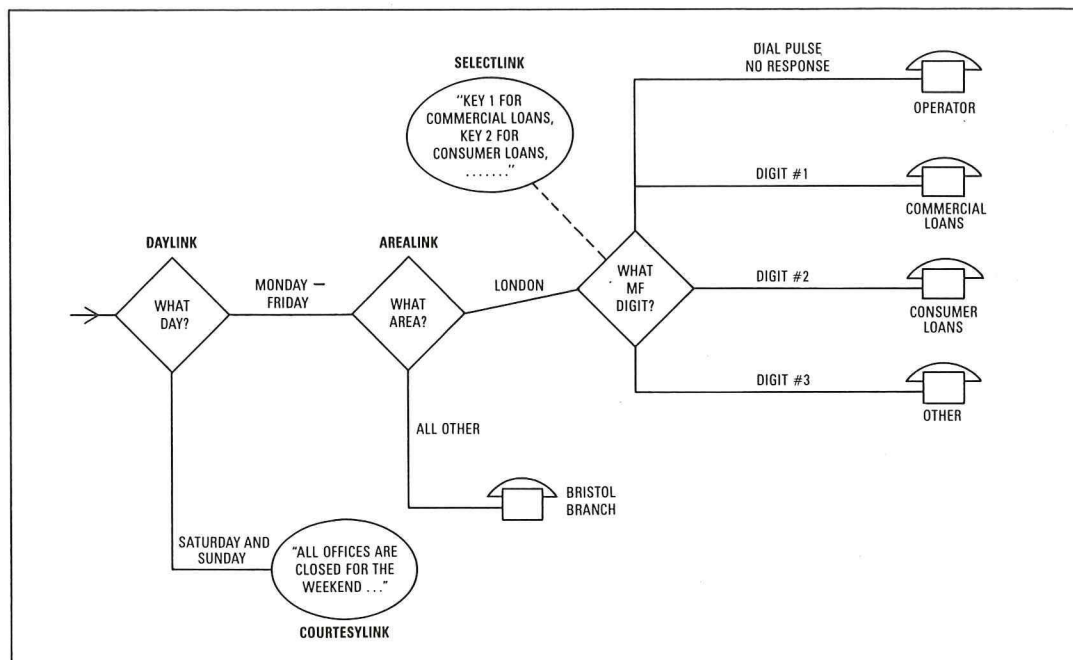 DIAL PULSE
NO RESPONSE
OPERATOR
SELECTLINK
"KEY 1 FOR
COMMERCIAL LOANS,
KEY 2 FOR
CONSUMER LOANS,
......."
DIGIT #1
COMMERCIAL
LOANS
DAYLINK
WHAT
DAY?
MONDAY —
FRIDAY
AREALINK
WHAT
AREA?
LONDON
WHAT
MF
DIGIT?
DIGIT #2
CONSUMER
LOANS
DIGIT #3
OTHER
ALL OTHER
BRISTOL
BRANCH
SATURDAY AND
SUNDAY
"ALL OFFICES ARE
CLOSED FOR THE
WEEKEND ..."
COURTESYLINK